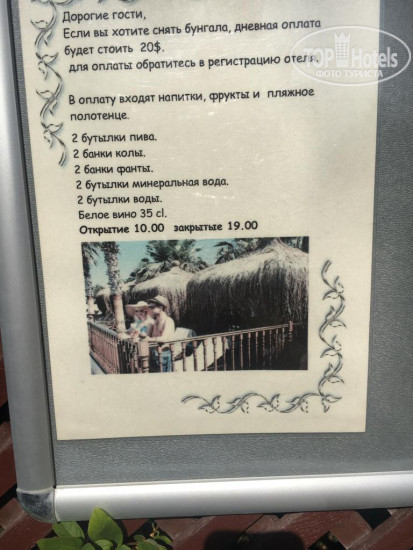 Дорогие гости,
Если вы хотите снять бунгала, дневная оплата
будет стоить 20$.
для оплаты обратитесь в регистрацию отеля.
В оплату входят напитки, фрукты и пляжное
полотенце.
2 бутылки пива.
2 банки колы.
2 банки фанты.
2 бутылки минеральная вода.
2 бутылки воды.
Белое вино 35 cl.
Открытие 10.00 закрытые 19.00
TopHotels
ФОТО ТУРИСТА